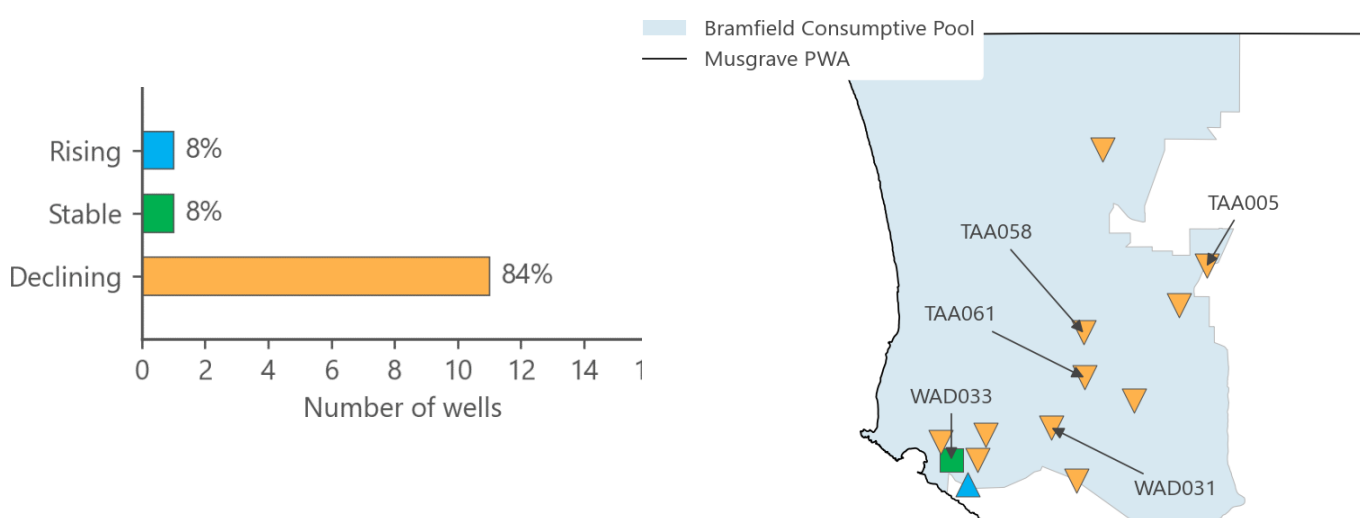 Bramfield Consumptive Pool
Musgrave PWA
Rising
8%
Stable
8%
Declining
84%
0 2 4 6 8 10 12 14
Number of wells
TAA005
TAA058
TAA061
WAD033
WAD031